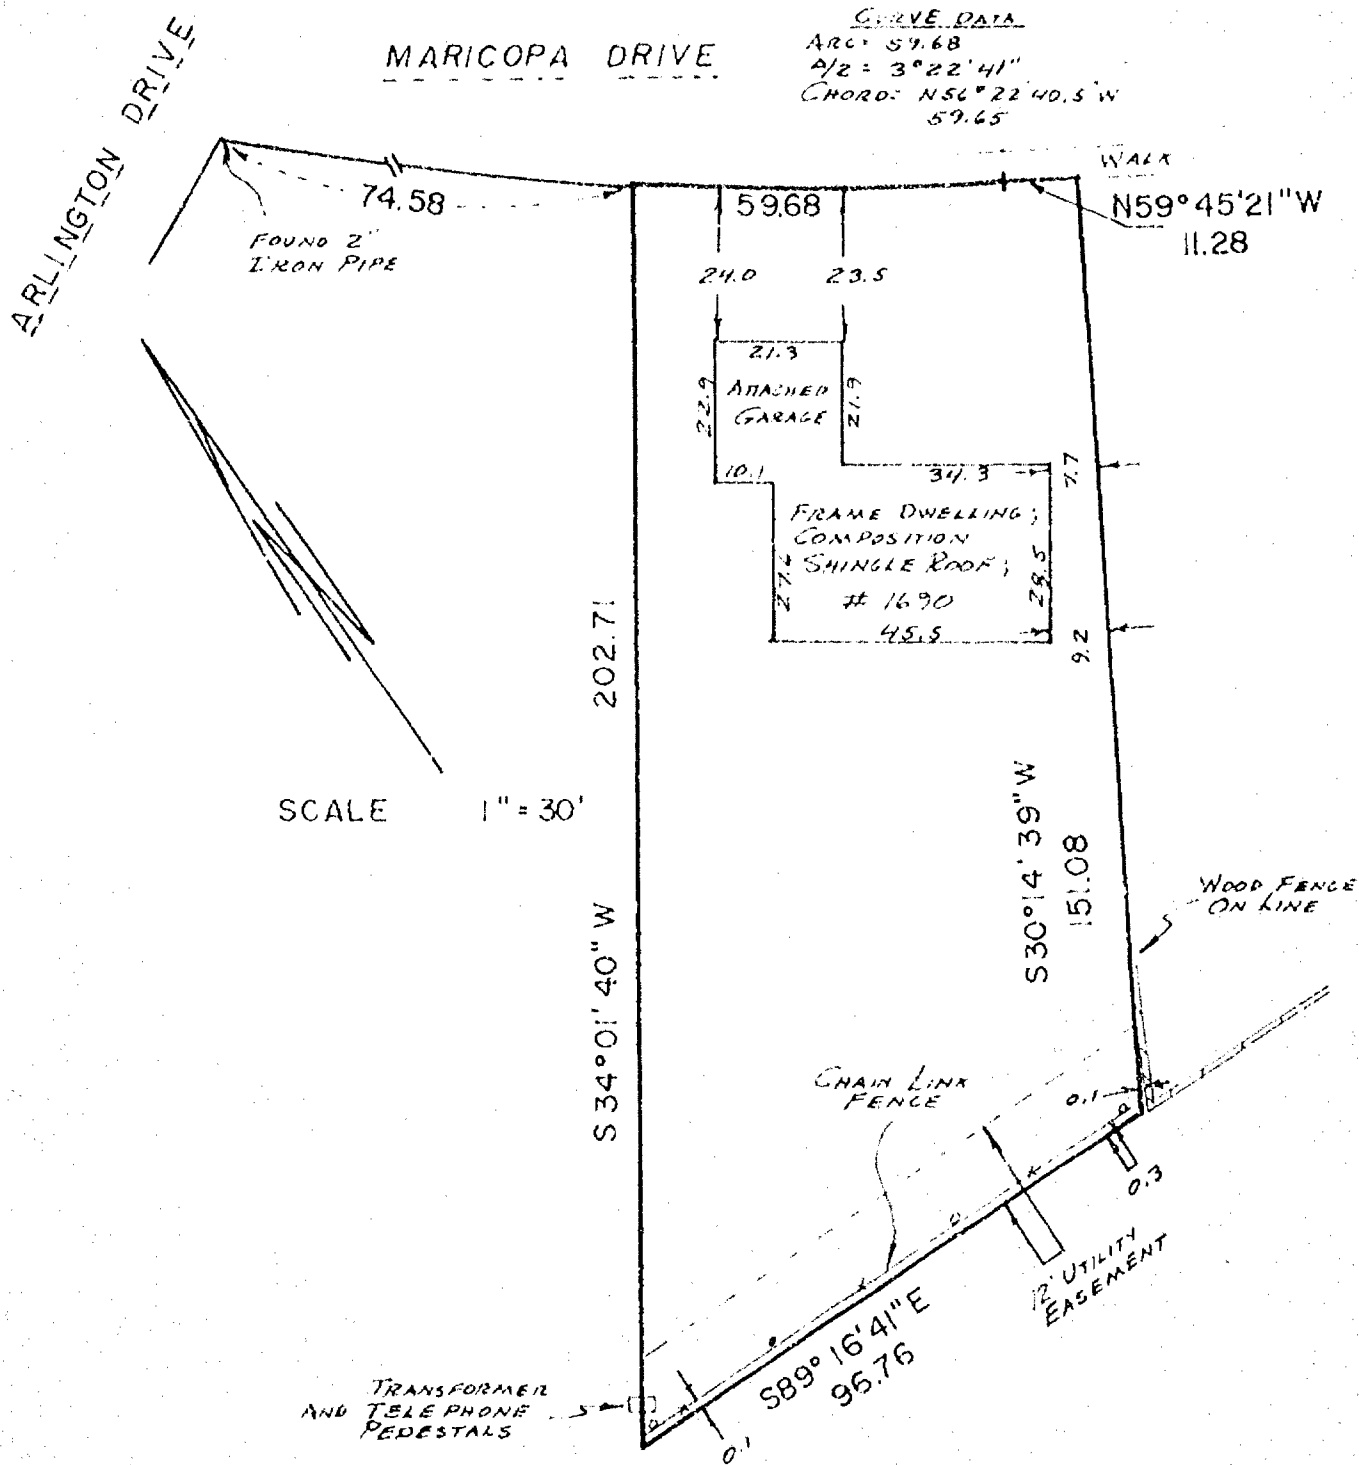 CURVE DATA
ARC: 59.68
Δ/2 = 3°22'41"
CHORD: N56°22'40.5"W
59.65
MARICOPA DRIVE
ARLINGTON DRIVE
WALK
74.58
59.68
N59°45'21"W
11.28
FOUND 2"
IRON PIPE
24.0
23.5
21.3
22.9
ATTACHED
GARAGE
21.9
10.1
34.3
7.7
FRAME DWELLING;
COMPOSITION
SHINGLE ROOF;
# 1690
28.5
45.5
9.2
202.71
S34°01'40"W
SCALE 1"=30'
S30°14'39"W
151.08
WOOD FENCE
ON LINE
CHAIN LINK
FENCE
0.1
0.3
12' UTILITY
EASEMENT
S89°16'41"E
96.76
TRANSFORMER
AND TELEPHONE
PEDESTALS
0.1